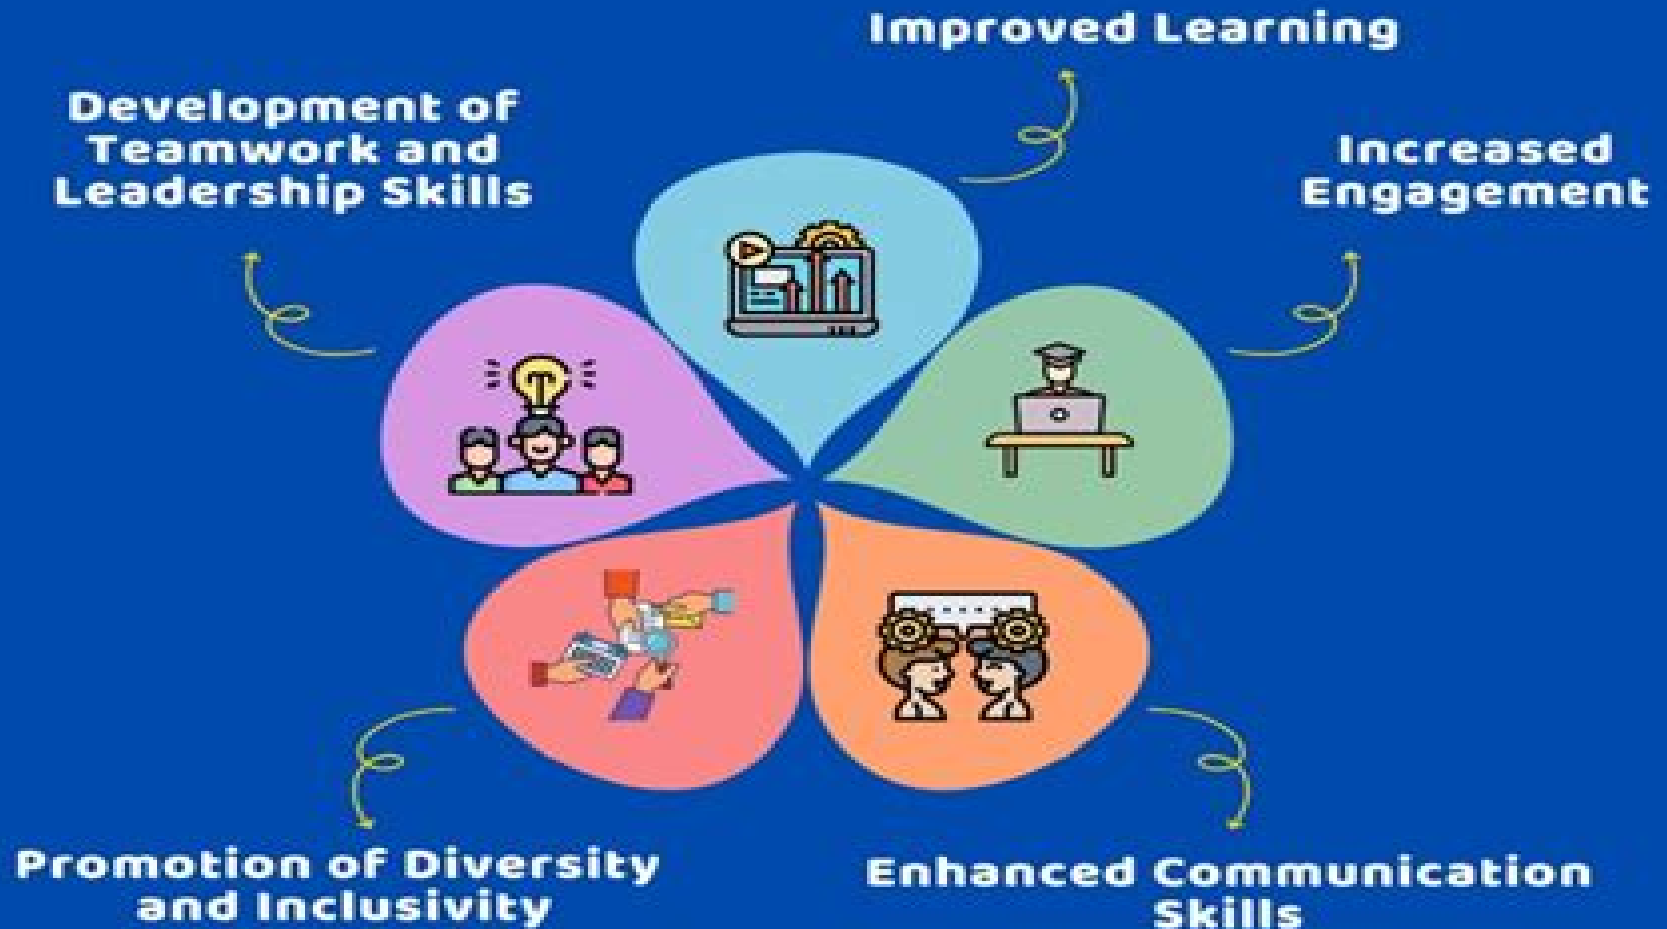 Improved Learning
Increased
Engagement
Enhanced Communication
Skills
Promotion of Diversity
and Inclusivity
Development of
Teamwork and
Leadership Skills